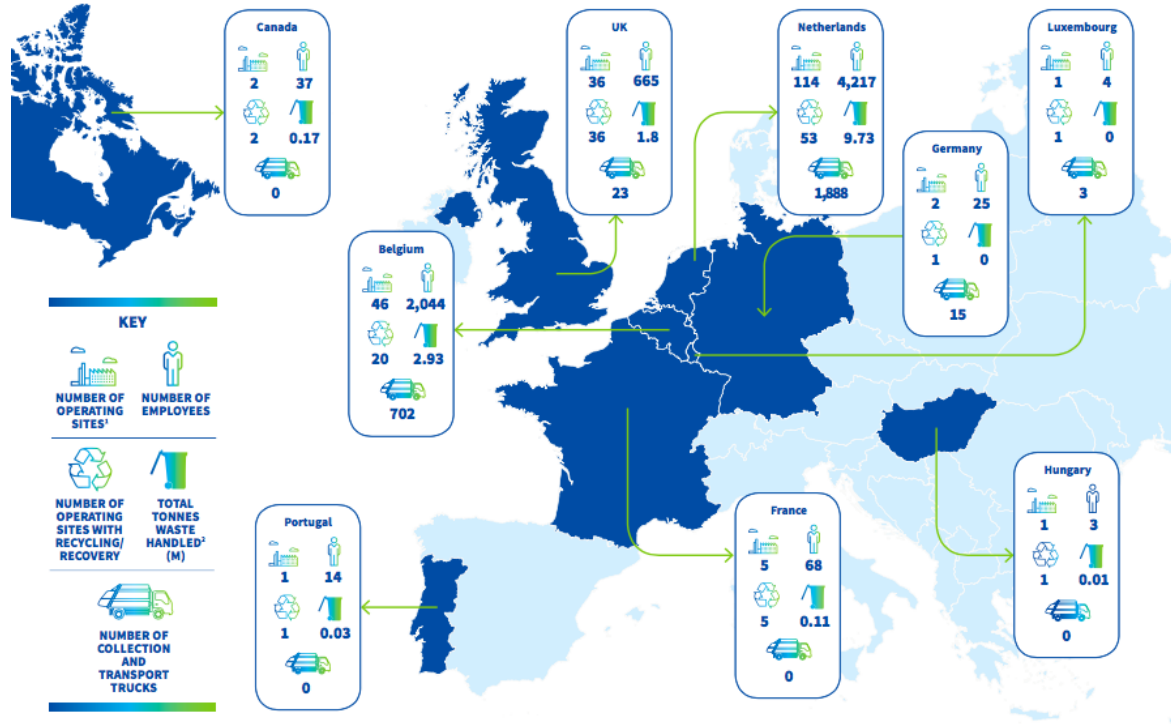 Canada
2 37
2 0.17
0
UK
36 665
36 1.8
23
Netherlands
114 4,217
53 9.73
1,888
Luxembourg
1 4
1 0
3
Germany
2 25
1 0
15
Belgium
46 2,044
20 2.93
702
KEY
NUMBER OF
OPERATING
SITES¹
NUMBER OF
EMPLOYEES
NUMBER OF
OPERATING
SITES WITH
RECYCLING/
RECOVERY
TOTAL
TONNES
WASTE
HANDLED²
(M)
NUMBER OF
COLLECTION
AND
TRANSPORT
TRUCKS
Portugal
1 14
1 0.03
0
France
5 68
5 0.11
0
Hungary
1 3
1 0.01
0